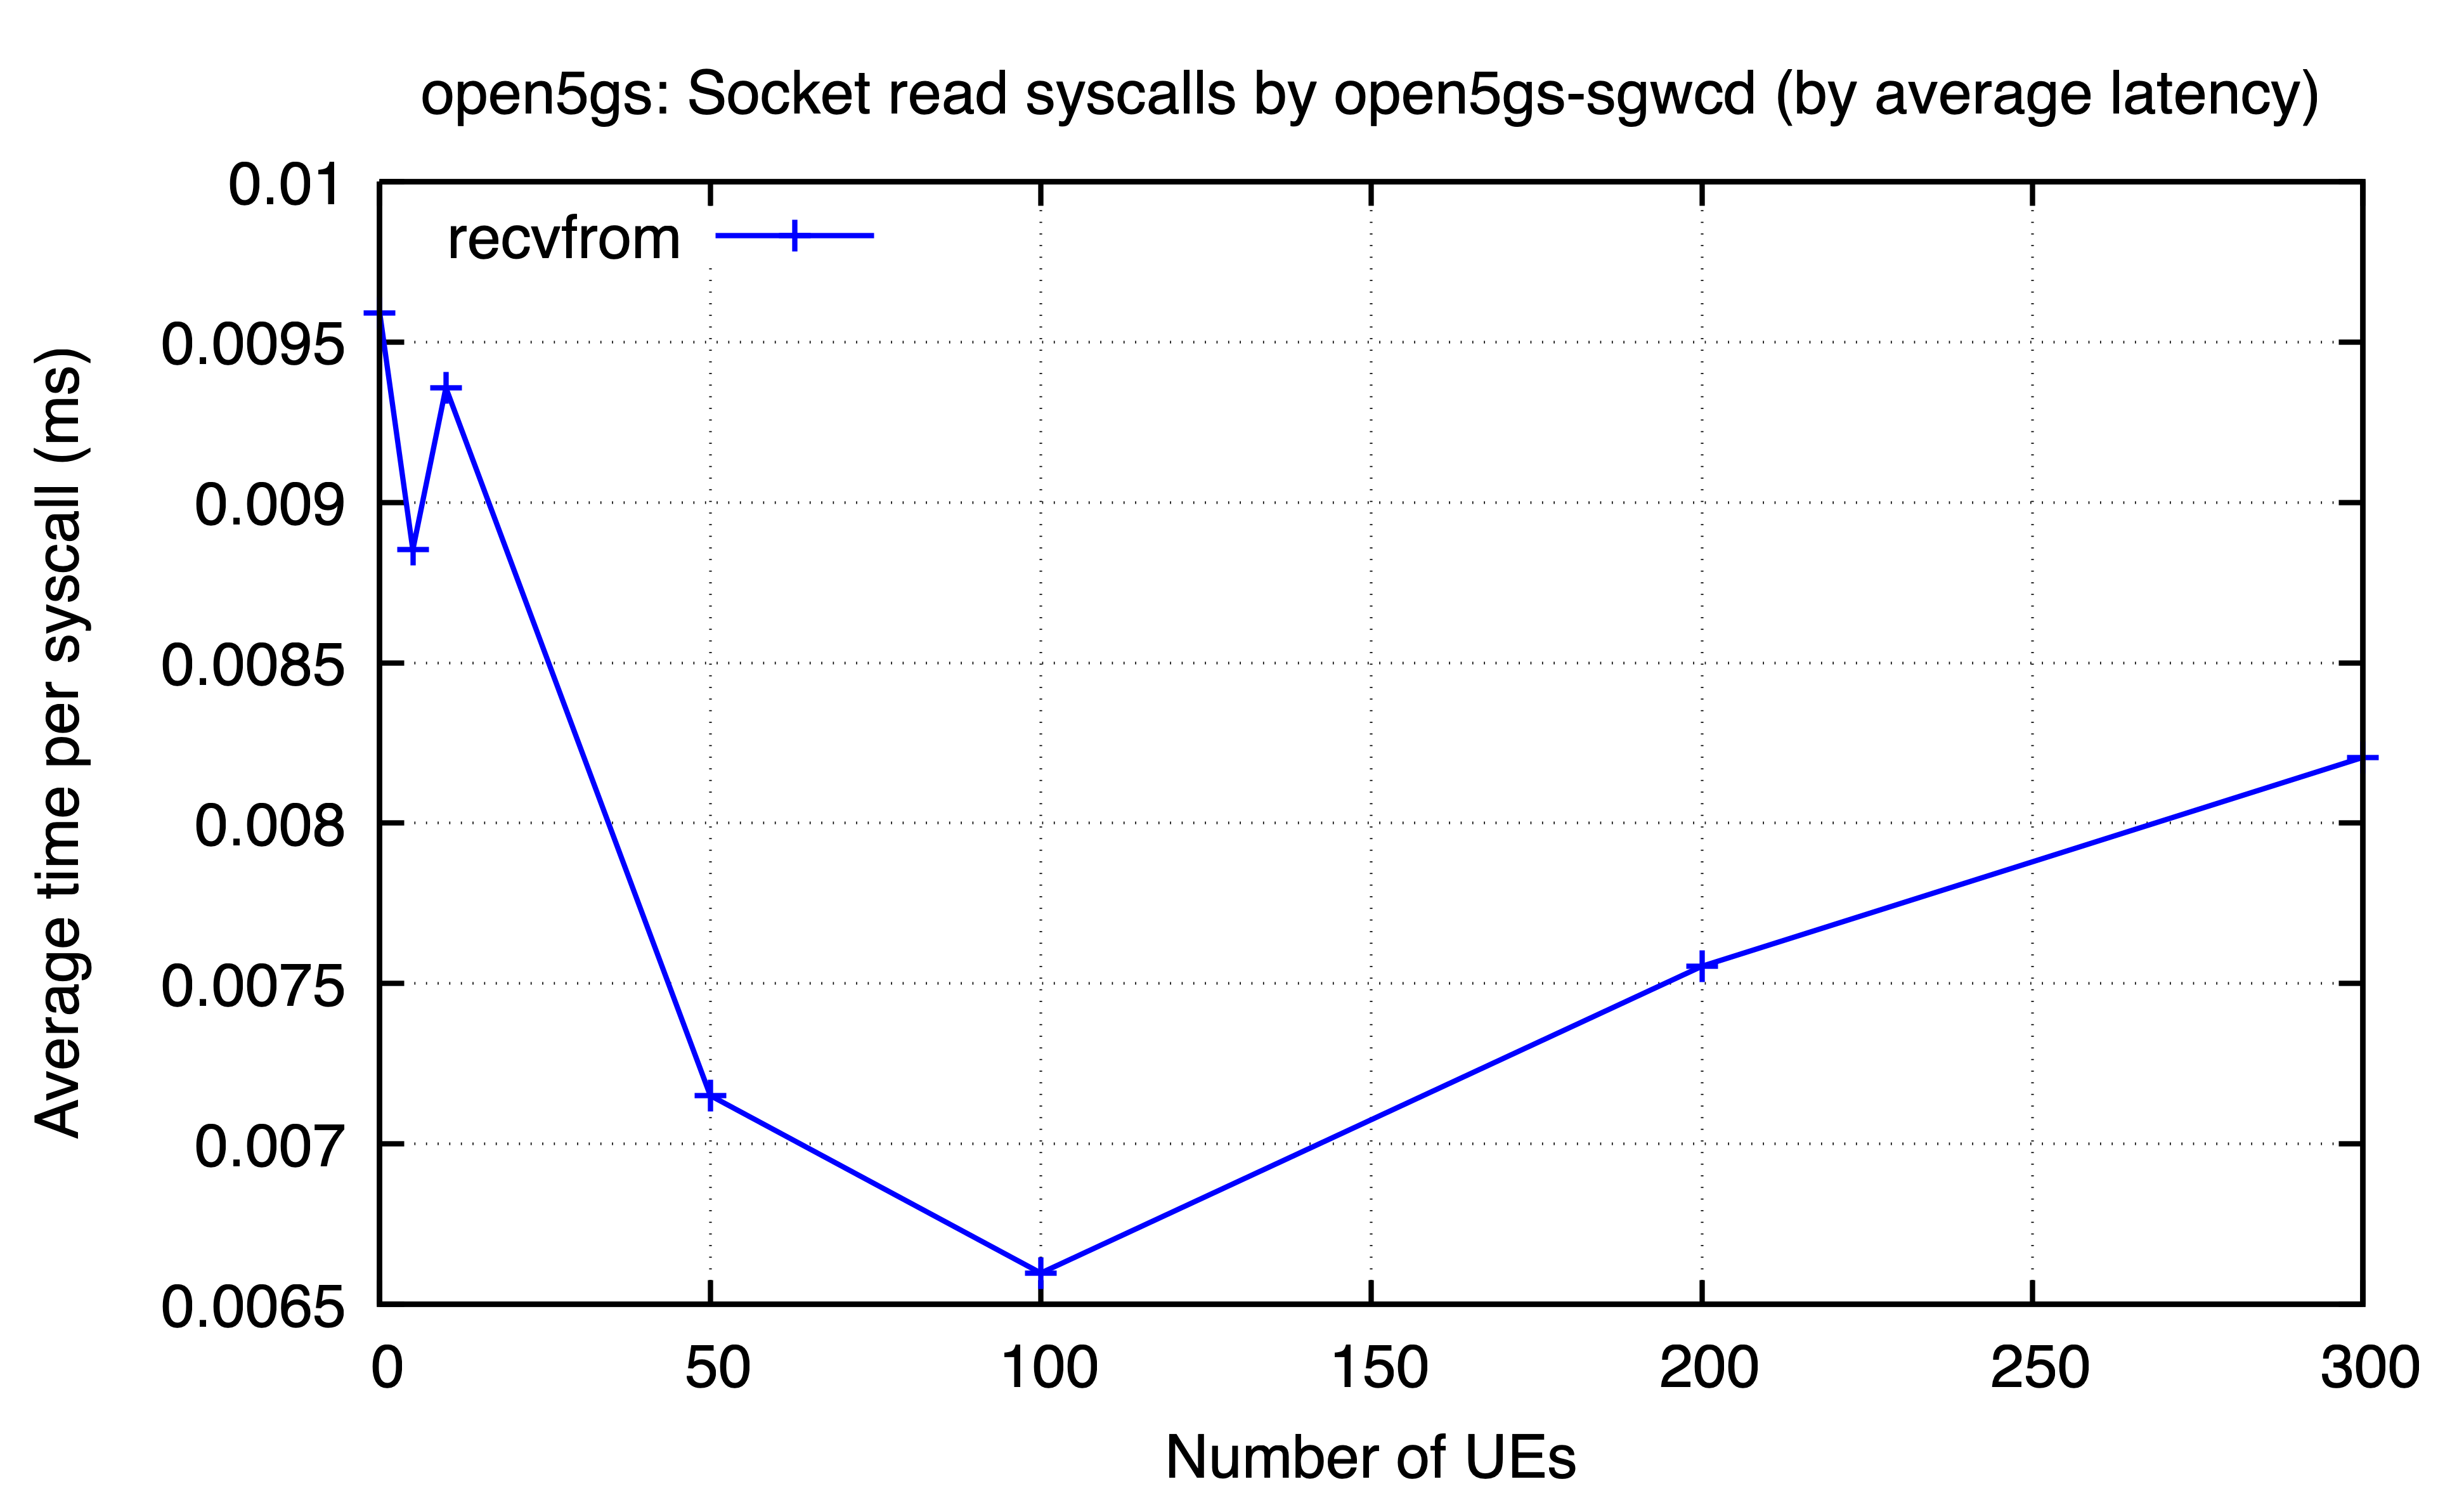 open5gs: Socket read syscalls by open5gs-sgwcd (by average latency)
0.01
recvfrom
0.0095
0.009
0.0085
0.008
0.0075
0.007
0.0065
Average time per syscall (ms)
0 50 100 150 200 250 300
Number of UEs